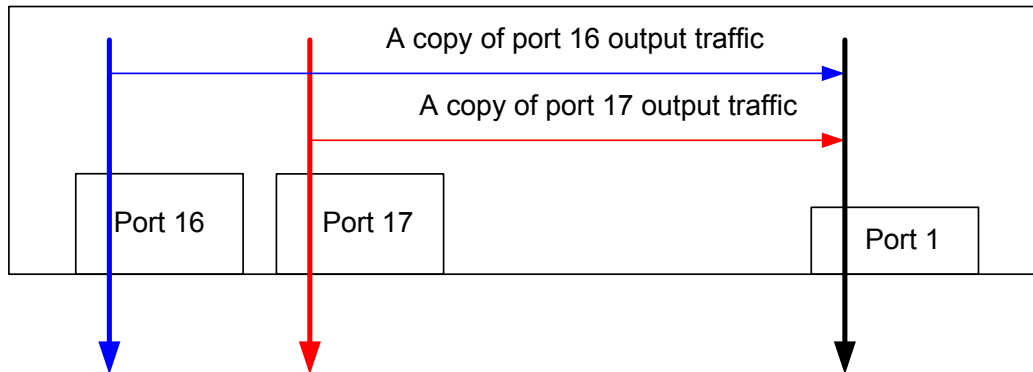 A copy of port 16 output traffic
A copy of port 17 output traffic
Port 16
Port 17
Port 1